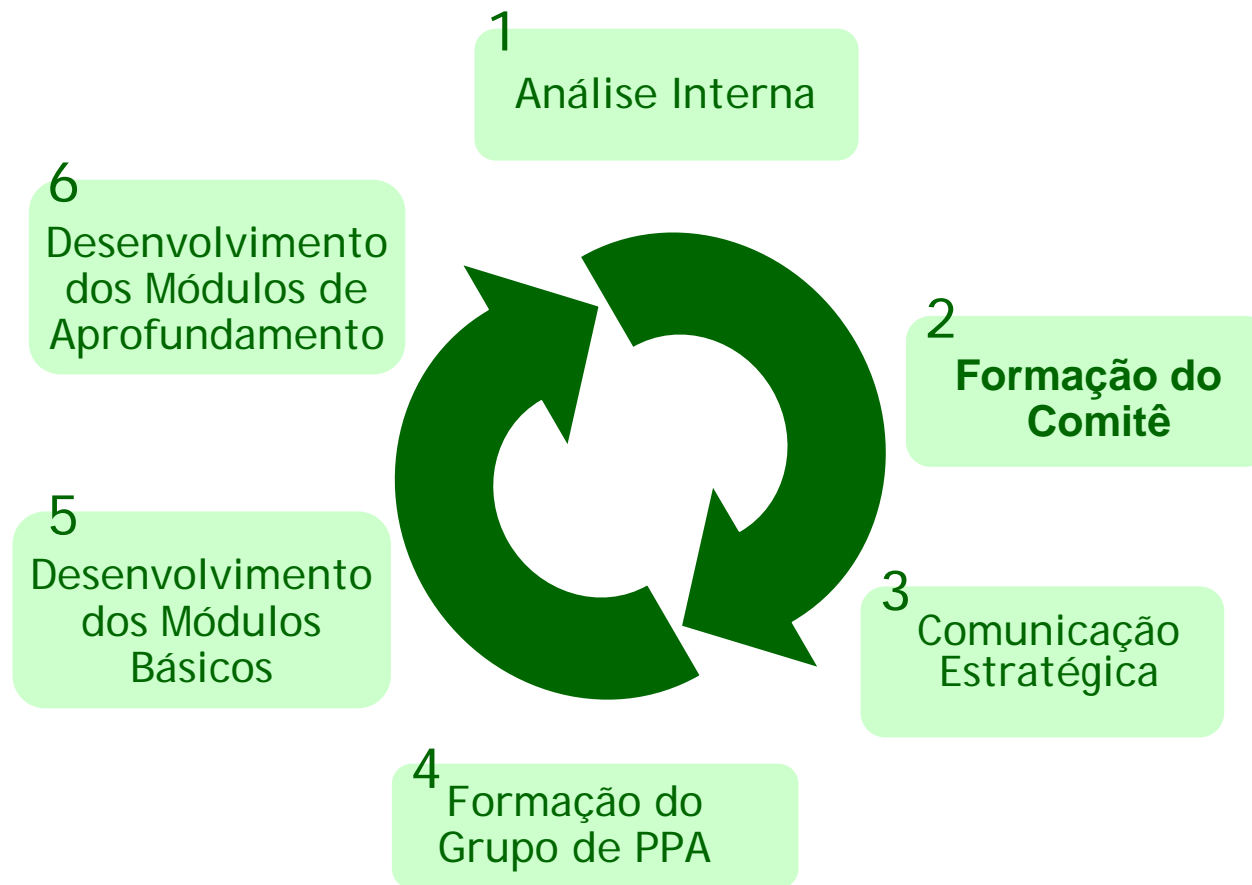 1
Análise Interna
2
Formação do
Comitê
3
Comunicação
Estratégica
4
Formação do
Grupo de PPA
5
Desenvolvimento
dos Módulos
Básicos
6
Desenvolvimento
dos Módulos de
Aprofundamento